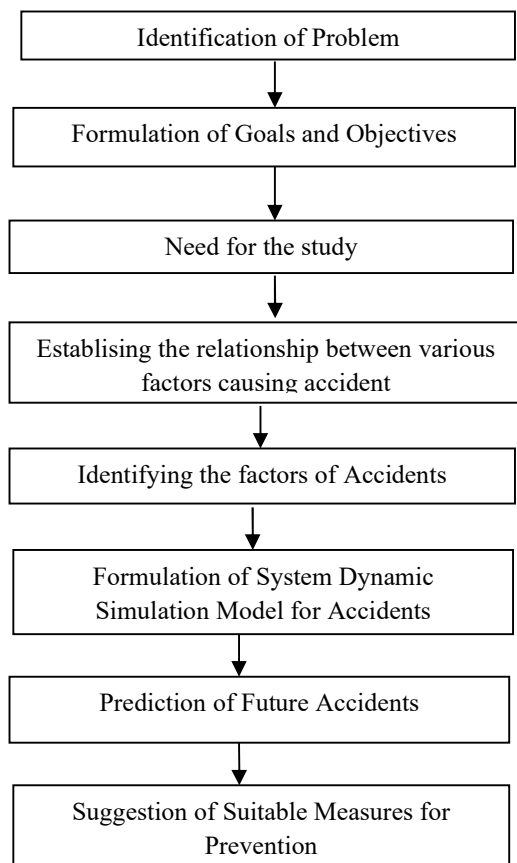 Identification of Problem
Formulation of Goals and Objectives
Need for the study
Establising the relationship between various
factors causing accident
Identifying the factors of Accidents
Formulation of System Dynamic
Simulation Model for Accidents
Prediction of Future Accidents
Suggestion of Suitable Measures for
Prevention